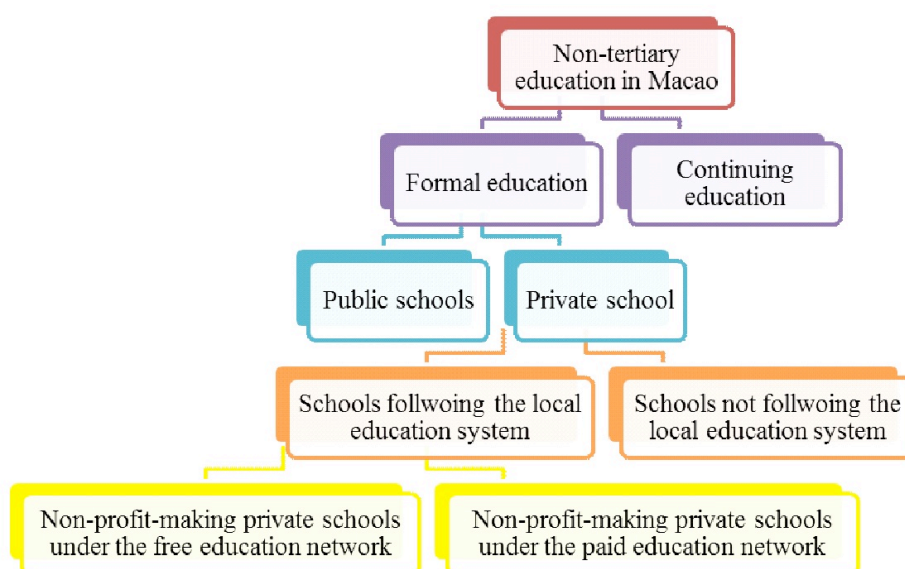 Non-tertiary
education in Macao
Formal education
Continuing
education
Public schools
Private school
Schools follwoing the local
education system
Schools not follwoing the
local education system
Non-profit-making private schools
under the free education network
Non-profit-making private schools
under the paid education network